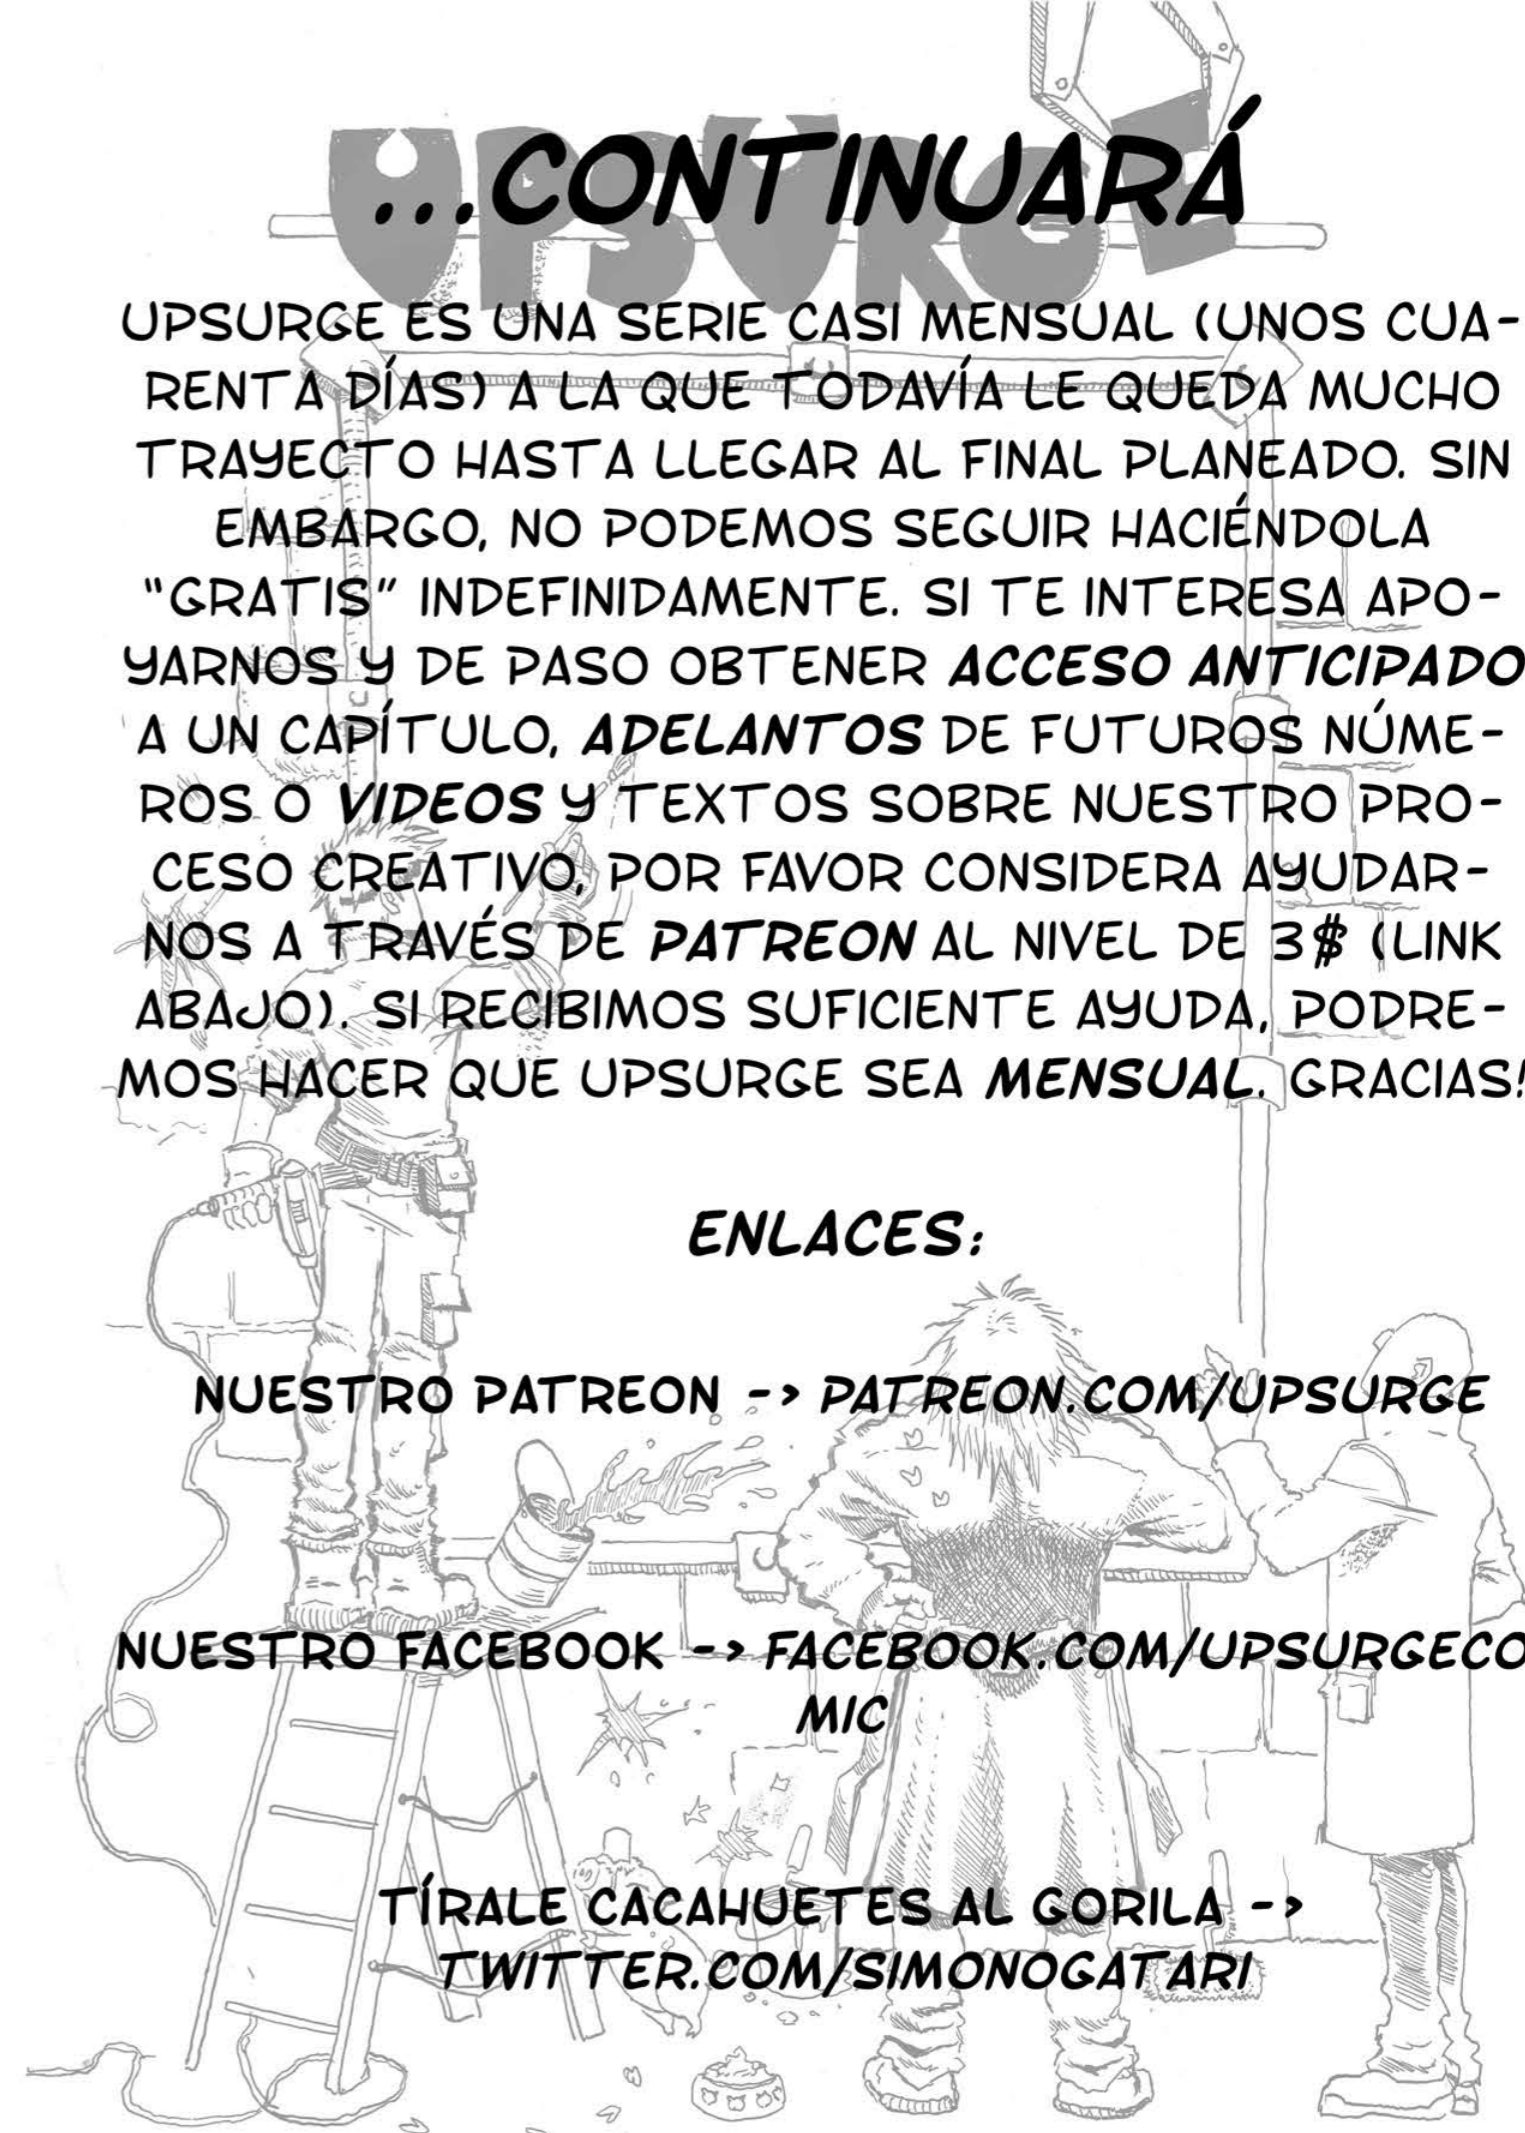 UPSURGE
...CONTINUARÁ
UPSURGE ES UNA SERIE CASI MENSUAL (UNOS CUA-
RENTA DÍAS) A LA QUE TODAVÍA LE QUEDA MUCHO
TRAYECTO HASTA LLEGAR AL FINAL PLANEADO. SIN
EMBARGO, NO PODEMOS SEGUIR HACIÉNDOLA
“GRATIS” INDEFINIDAMENTE. SI TE INTERESA APO-
YARNOS Y DE PASO OBTENER ACCESO ANTICIPADO
A UN CAPÍTULO, ADELANTOS DE FUTUROS NÚME-
ROS O VIDEOS Y TEXTOS SOBRE NUESTRO PRO-
CESO CREATIVO, POR FAVOR CONSIDERA AYUDAR-
NOS A TRAVÉS DE PATREON AL NIVEL DE 3$ (LINK
ABAJO). SI RECIBIMOS SUFICIENTE AYUDA, PODRE-
MOS HACER QUE UPSURGE SEA MENSUAL. GRACIAS!
ENLACES:
NUESTRO PATREON -> PATREON.COM/UPSURGE
NUESTRO FACEBOOK -> FACEBOOK.COM/UPSURGECO
MIC
TÍRALE CACAHUETES AL GORILA ->
TWITTER.COM/SIMONOGATARI